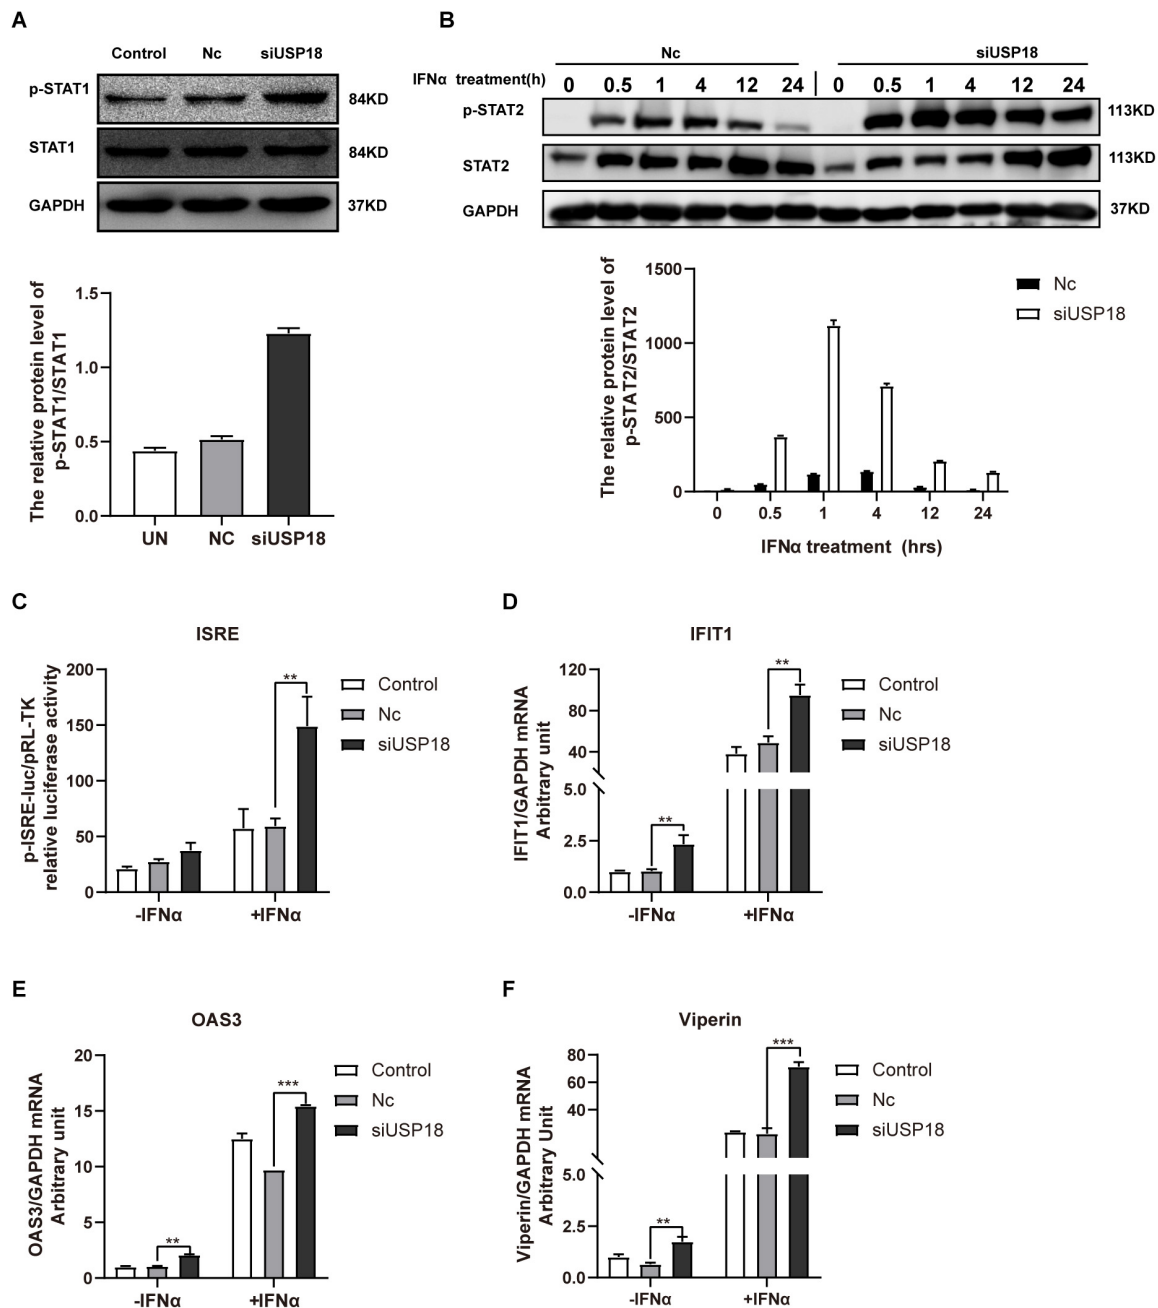 A
Control Nc siUSP18
p-STAT1 84KD
STAT1 84KD
GAPDH 37KD
The relative protein level of
p-STAT1/STAT1
1.5
1.0
0.5
0.0
UN NC siUSP18
B
Nc siUSP18
IFNα treatment(h) 0 0.5 1 4 12 24 0 0.5 1 4 12 24
p-STAT2 113KD
STAT2 113KD
GAPDH 37KD
The relative protein level of
p-STAT2/STAT2
1500
1000
500
0
0 0.5 1 4 12 24
IFNα treatment (hrs)
Nc
siUSP18
C
ISRE
p-ISRE-luc/pRL-TK
relative luciferase activity
200
150
100
50
0
**
-IFNα +IFNα
Control
Nc
siUSP18
D
IFIT1
IFIT1/GAPDH mRNA
Arbitrary unit
120
80
40
5.0
2.5
0.0
**
**
-IFNα +IFNα
Control
Nc
siUSP18
E
OAS3
OAS3/GAPDH mRNA
Arbitrary unit
20
15
10
5
0
**
***
-IFNα +IFNα
Control
Nc
siUSP18
F
Viperin
Viperin/GAPDH mRNA
Arbitrary Unit
80
60
40
5.0
2.5
0.0
**
***
-IFNα +IFNα
Control
Nc
siUSP18